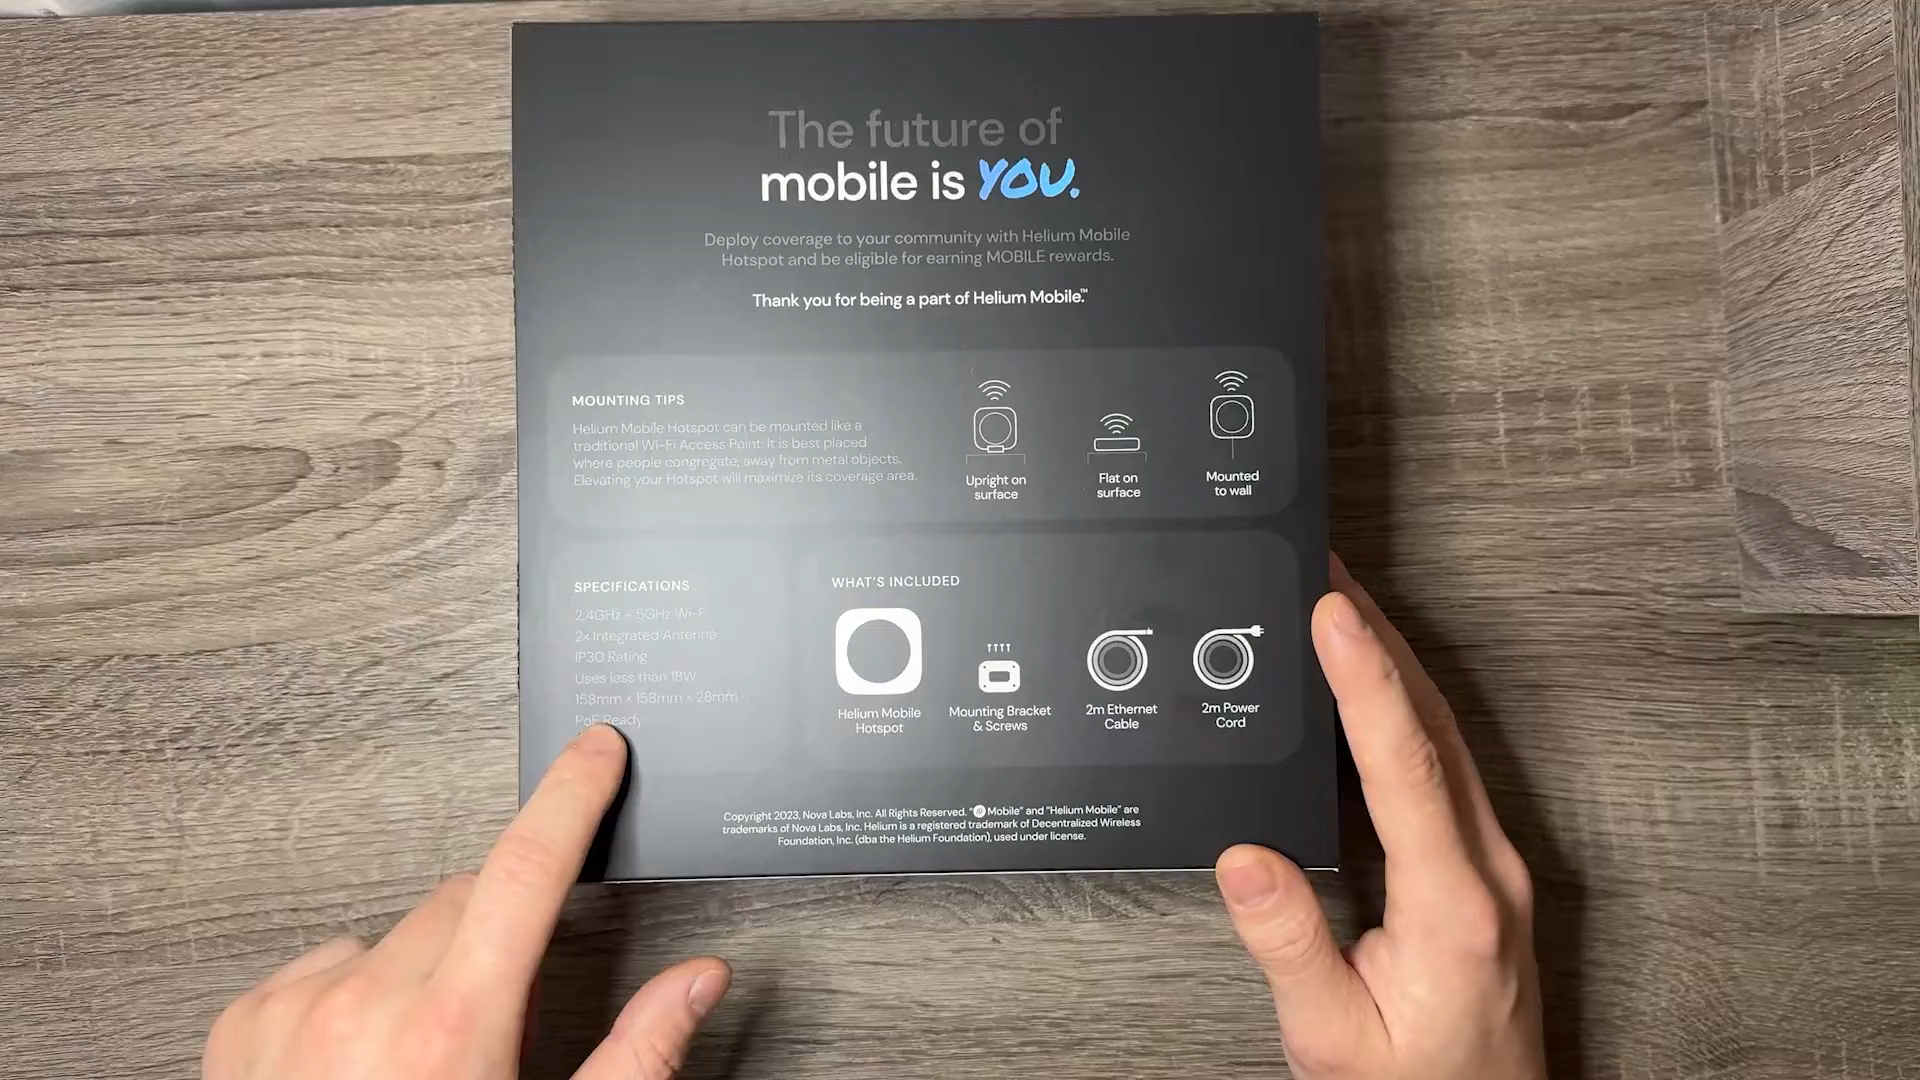 The future of
mobile is YOU.
Deploy coverage to your community with Helium Mobile
Hotspot and be eligible for earning MOBILE rewards.
Thank you for being a part of Helium Mobile.™
MOUNTING TIPS
Helium Mobile Hotspot can be mounted like a
traditional Wi-Fi Access Point. It is best placed
where people congregate, away from metal objects.
Elevating your Hotspot will maximize its coverage area.
Upright on
surface
Flat on
surface
Mounted
to wall
SPECIFICATIONS
2.4GHz + 5GHz Wi-Fi
2x Integrated Antenna
IP30 Rating
Uses less than 18W
158mm × 158mm × 28mm
PoE Ready
WHAT'S INCLUDED
Helium Mobile
Hotspot
Mounting Bracket
& Screws
2m Ethernet
Cable
2m Power
Cord
Copyright 2023, Nova Labs, Inc. All Rights Reserved. " Mobile" and "Helium Mobile" are
trademarks of Nova Labs, Inc. Helium is a registered trademark of Decentralized Wireless
Foundation, Inc. (dba the Helium Foundation), used under license.